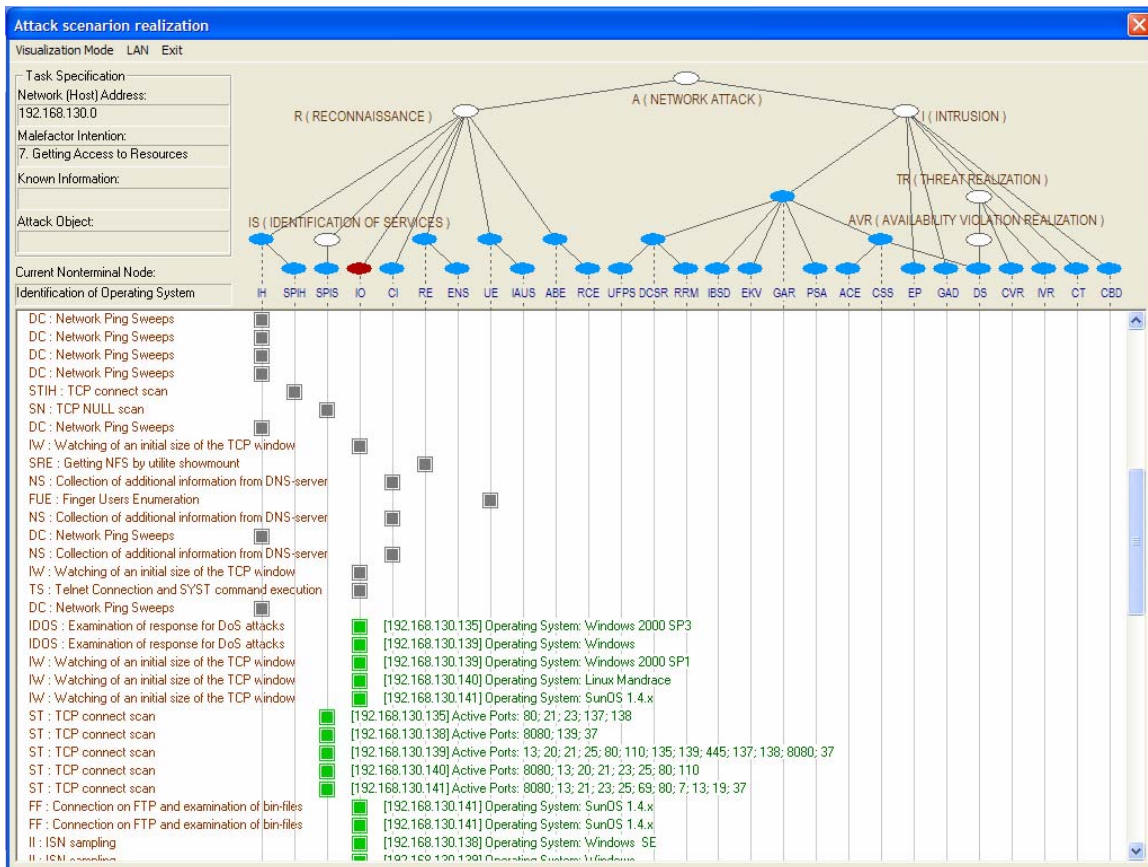 Attack scenarion realization
Visualization Mode LAN Exit
Task Specification
Network (Host) Address:
192.168.130.0
Malefactor Intention:
7. Getting Access to Resources
Known Information:
Attack Object:
Current Nonterminal Node:
Identification of Operating System
A ( NETWORK ATTACK )
R ( RECONNAISSANCE )
I ( INTRUSION )
TR ( THREAT REALIZATION )
IS ( IDENTIFICATION OF SERVICES )
AVR ( AVAILABILITY VIOLATION REALIZATION )
IH SPIH SPIS IO CI RE ENS UE IAUS ABE RCE UFPS DCSR RRM IBSD EKV GAR PSA ACE CSS EP GAD DS CVR IVR CT CBD
DC : Network Ping Sweeps
DC : Network Ping Sweeps
DC : Network Ping Sweeps
DC : Network Ping Sweeps
STIH : TCP connect scan
SN : TCP NULL scan
DC : Network Ping Sweeps
IW : Watching of an initial size of the TCP window
SRE : Getting NFS by utilite showmount
NS : Collection of additional information from DNS-server
FUE : Finger Users Enumeration
NS : Collection of additional information from DNS-server
DC : Network Ping Sweeps
NS : Collection of additional information from DNS-server
IW : Watching of an initial size of the TCP window
TS : Telnet Connection and SYST command execution
DC : Network Ping Sweeps
IDOS : Examination of response for DoS attacks [192.168.130.135] Operating System: Windows 2000 SP3
IDOS : Examination of response for DoS attacks [192.168.130.139] Operating System: Windows
IW : Watching of an initial size of the TCP window [192.168.130.139] Operating System: Windows 2000 SP1
IW : Watching of an initial size of the TCP window [192.168.130.140] Operating System: Linux Mandrace
IW : Watching of an initial size of the TCP window [192.168.130.141] Operating System: SunOS 1.4.x
ST : TCP connect scan [192.168.130.135] Active Ports: 80; 21; 23; 137; 138
ST : TCP connect scan [192.168.130.138] Active Ports: 8080; 139; 37
ST : TCP connect scan [192.168.130.139] Active Ports: 13; 20; 21; 25; 80; 110; 135; 139; 445; 137; 138; 8080; 37
ST : TCP connect scan [192.168.130.140] Active Ports: 8080; 13; 20; 21; 23; 25; 80; 110
ST : TCP connect scan [192.168.130.141] Active Ports: 8080; 13; 21; 23; 25; 69; 80; 7; 13; 19; 37
FF : Connection on FTP and examination of bin-files [192.168.130.141] Operating System: SunOS 1.4.x
FF : Connection on FTP and examination of bin-files [192.168.130.141] Operating System: SunOS 1.4.x
II : ISN sampling [192.168.130.138] Operating System: Windows SE
II : ISN sampling [192.168.130.139] Operating System: Windows